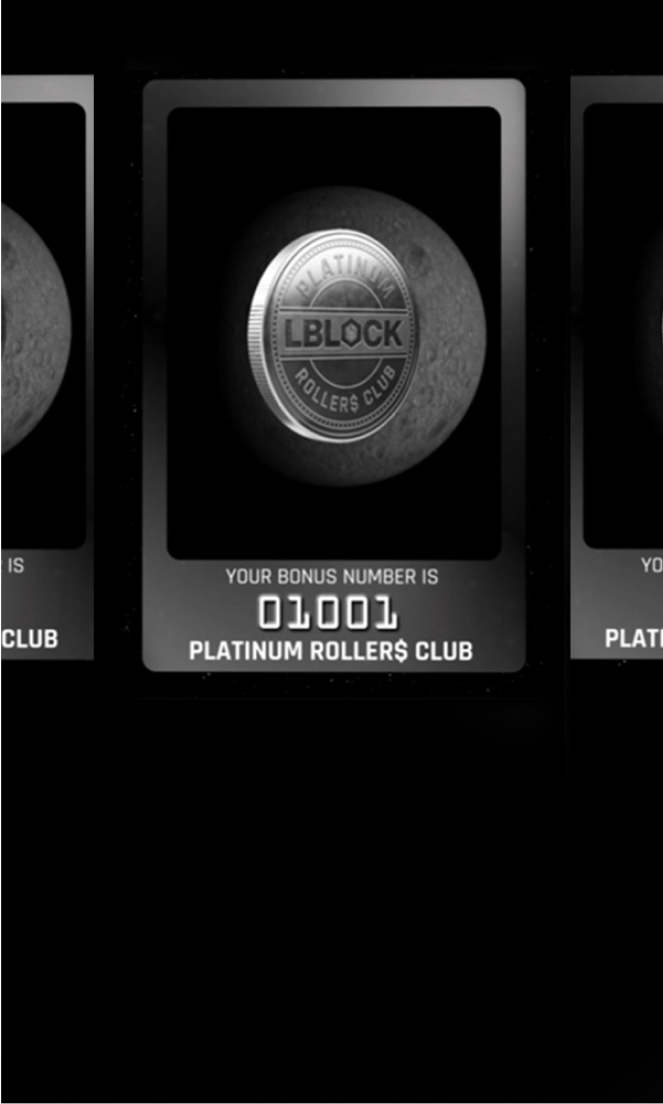 PLATINUM
LBLOCK
ROLLER$ CLUB
YOUR BONUS NUMBER IS
01001
PLATINUM ROLLER$ CLUB
IS
CLUB
YO
PLATI